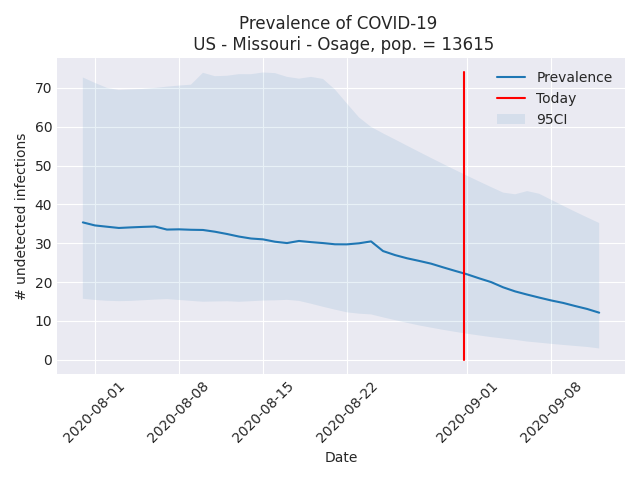 Prevalence of COVID-19
US - Missouri - Osage, pop. = 13615
Prevalence
Today
95CI
# undetected infections
70
60
50
40
30
20
10
0
2020-08-01
2020-08-08
2020-08-15
2020-08-22
2020-09-01
2020-09-08
Date